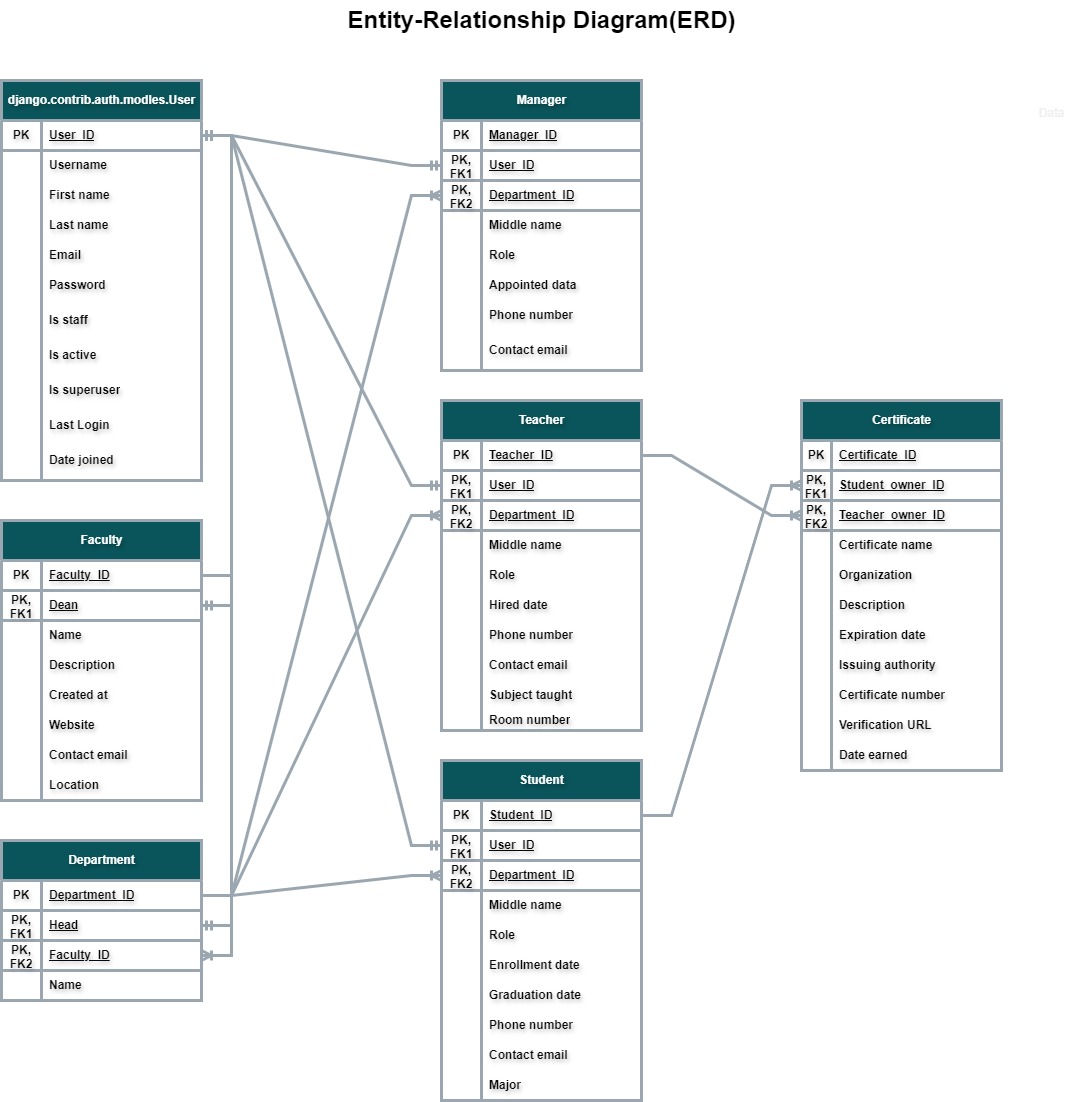 Entity-Relationship Diagram(ERD)
Data
django.contrib.auth.modles.User
PK User_ID
Username
First name
Last name
Email
Password
Is staff
Is active
Is superuser
Last Login
Date joined
Faculty
PK Faculty_ID
PK,
FK1 Dean
Name
Description
Created at
Website
Contact email
Location
Department
PK Department_ID
PK,
FK1 Head
PK,
FK2 Faculty_ID
Name
Manager
PK Manager_ID
PK,
FK1 User_ID
PK,
FK2 Department_ID
Middle name
Role
Appointed data
Phone number
Contact email
Teacher
PK Teacher_ID
PK,
FK1 User_ID
PK,
FK2 Department_ID
Middle name
Role
Hired date
Phone number
Contact email
Subject taught
Room number
Student
PK Student_ID
PK,
FK1 User_ID
PK,
FK2 Department_ID
Middle name
Role
Enrollment date
Graduation date
Phone number
Contact email
Major
Certificate
PK Certificate_ID
PK,
FK1 Student_owner_ID
PK,
FK2 Teacher_owner_ID
Certificate name
Organization
Description
Expiration date
Issuing authority
Certificate number
Verification URL
Date earned